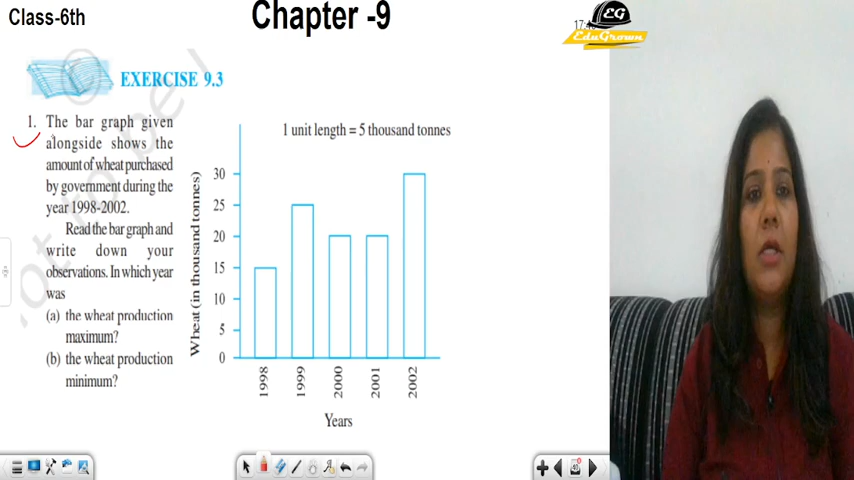 Class-6th
Chapter -9
EG
EduGrown
EXERCISE 9.3
1. The bar graph given
alongside shows the
amount of wheat purchased
by government during the
year 1998-2002.
Read the bar graph and
write down your
observations. In which year
was
(a) the wheat production
maximum?
(b) the wheat production
minimum?
1 unit length = 5 thousand tonnes
Wheat (in thousand tonnes)
30
25
20
15
10
5
0
1998
1999
2000
2001
2002
Years